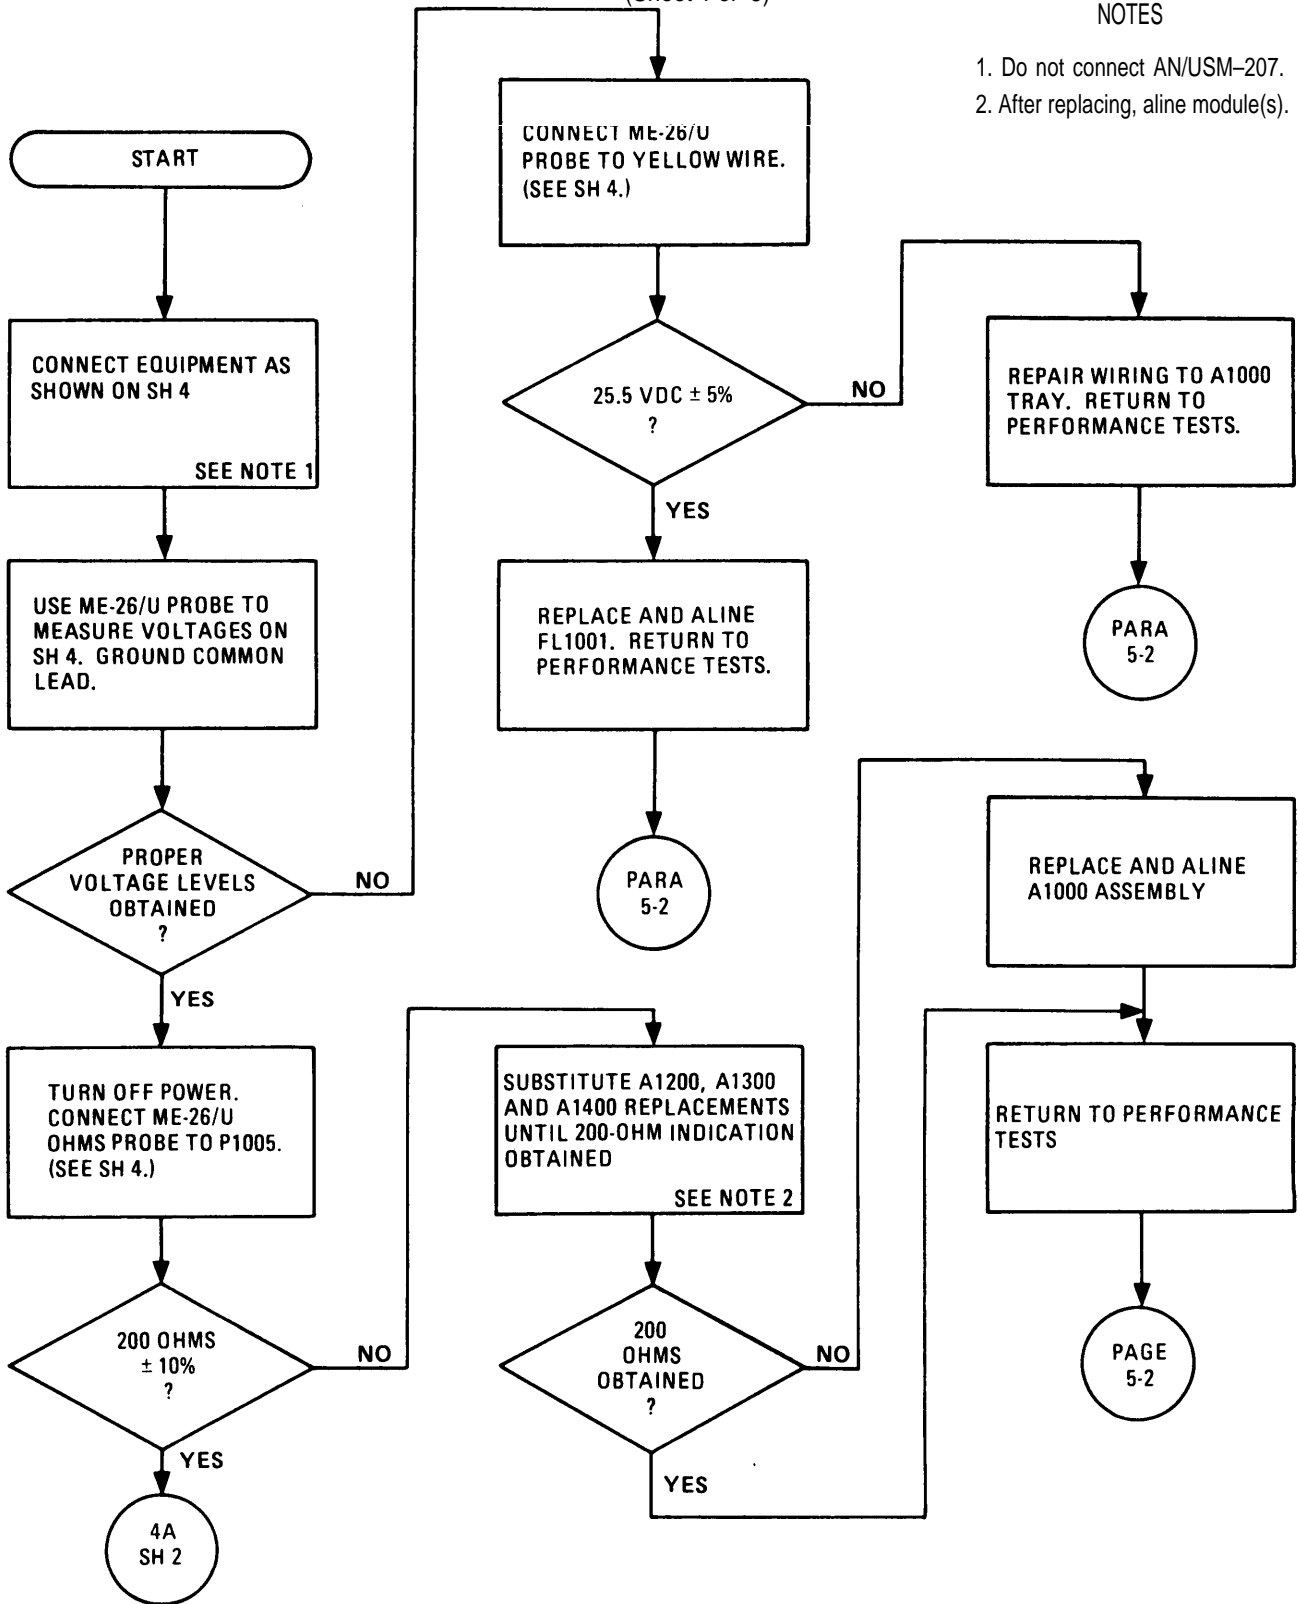 (Sheet 1 of 5)
NOTES
1. Do not connect AN/USM–207.
2. After replacing, aline module(s).
START
CONNECT EQUIPMENT AS
SHOWN ON SH 4
SEE NOTE 1
USE ME-26/U PROBE TO
MEASURE VOLTAGES ON
SH 4. GROUND COMMON
LEAD.
PROPER
VOLTAGE LEVELS
OBTAINED
?
NO
YES
TURN OFF POWER.
CONNECT ME-26/U
OHMS PROBE TO P1005.
(SEE SH 4.)
200 OHMS
± 10%
?
NO
YES
4A
SH 2
CONNECT ME-26/U
PROBE TO YELLOW WIRE.
(SEE SH 4.)
25.5 VDC ± 5%
?
NO
YES
REPLACE AND ALINE
FL1001. RETURN TO
PERFORMANCE TESTS.
PARA
5-2
SUBSTITUTE A1200, A1300
AND A1400 REPLACEMENTS
UNTIL 200-OHM INDICATION
OBTAINED
SEE NOTE 2
200
OHMS
OBTAINED
?
NO
YES
REPAIR WIRING TO A1000
TRAY. RETURN TO
PERFORMANCE TESTS.
PARA
5-2
REPLACE AND ALINE
A1000 ASSEMBLY
RETURN TO PERFORMANCE
TESTS
PAGE
5-2